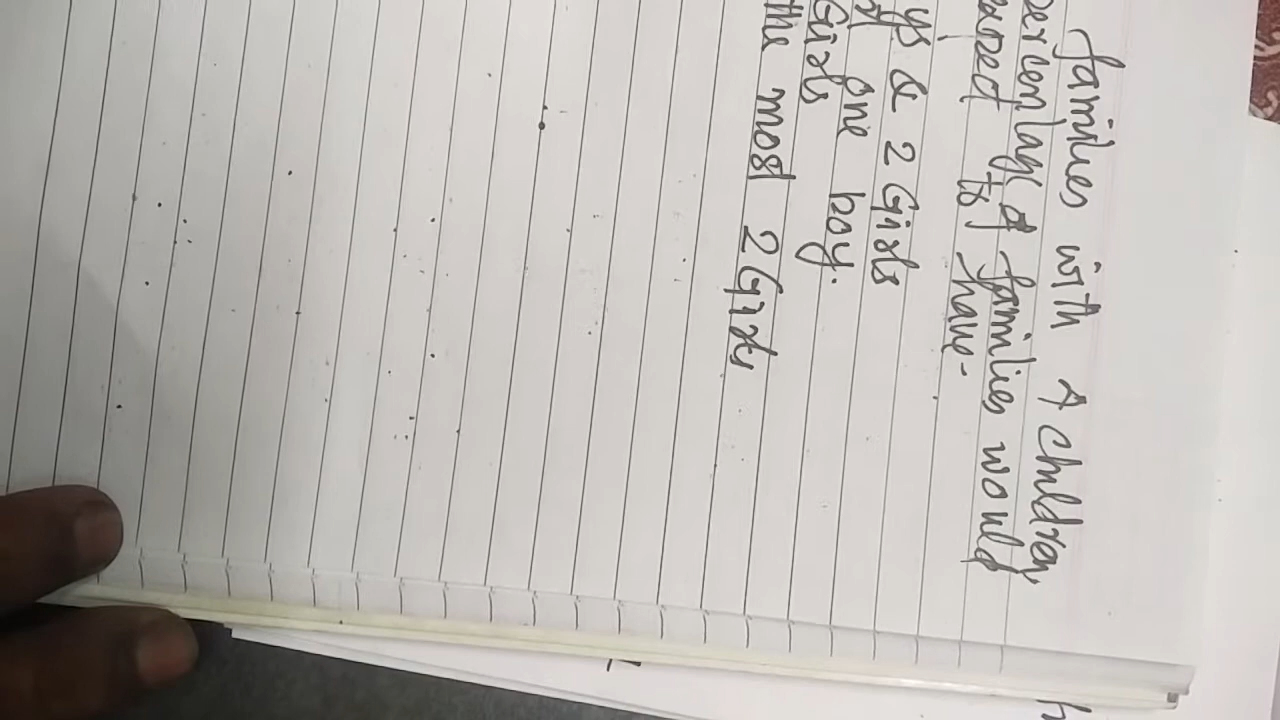 families with 4 children
percentage of families would
expect to have-
ys & 2 Girls
one boy.
Girls
the most 2 Girls